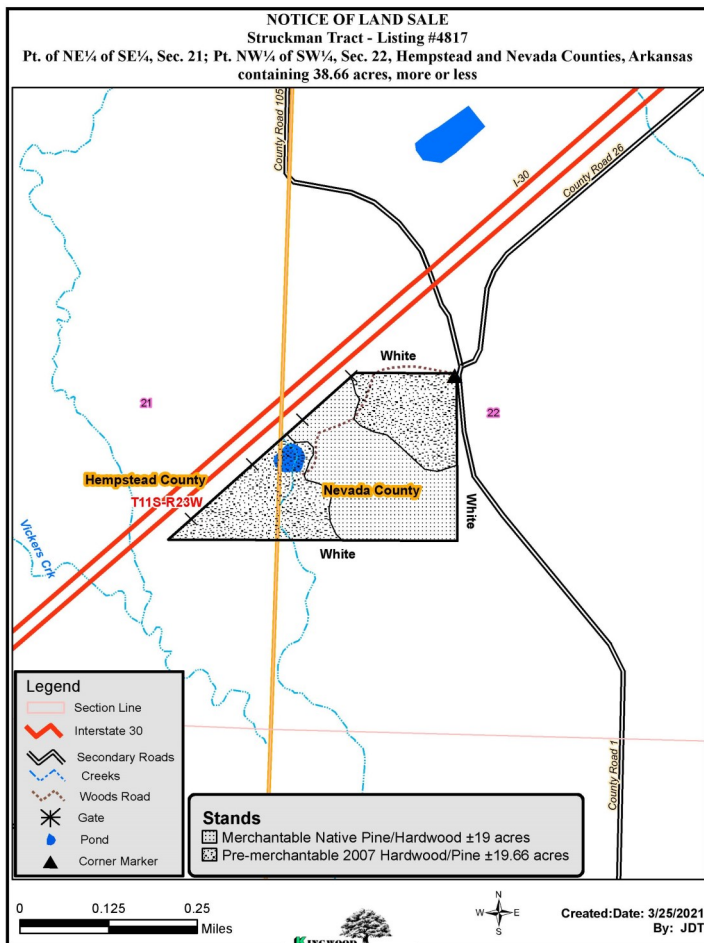 NOTICE OF LAND SALE
Struckman Tract - Listing #4817
Pt. of NE¼ of SE¼, Sec. 21; Pt. NW¼ of SW¼, Sec. 22, Hempstead and Nevada Counties, Arkansas
containing 38.66 acres, more or less
County Road 105
I-30
County Road 26
White
21
22
Hempstead County
T11S-R23W
Nevada County
White
White
Vickers Crk
County Road 1
Legend
Section Line
Interstate 30
Secondary Roads
Creeks
Woods Road
Gate
Pond
Corner Marker
Stands
Merchantable Native Pine/Hardwood ±19 acres
Pre-merchantable 2007 Hardwood/Pine ±19.66 acres
0 0.125 0.25
Miles
N
W E
S
Created:Date: 3/25/2021
By: JDT